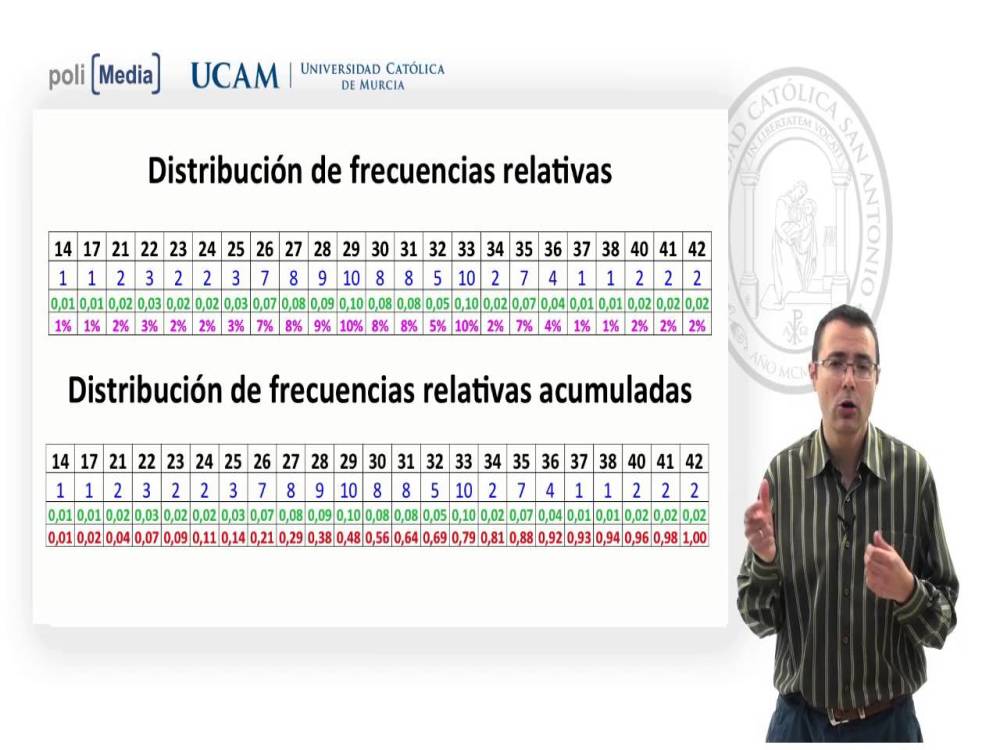 poli [Media] UCAM | UNIVERSIDAD CATÓLICA
DE MURCIA
Distribución de frecuencias relativas
14 17 21 22 23 24 25 26 27 28 29 30 31 32 33 34 35 36 37 38 40 41 42
1 1 2 3 2 2 3 7 8 9 10 8 8 5 10 2 7 4 1 1 2 2 2
0,01 0,01 0,02 0,03 0,02 0,02 0,03 0,07 0,08 0,09 0,10 0,08 0,08 0,05 0,10 0,02 0,07 0,04 0,01 0,01 0,02 0,02 0,02
1% 1% 2% 3% 2% 2% 3% 7% 8% 9% 10% 8% 8% 5% 10% 2% 7% 4% 1% 1% 2% 2% 2%
Distribución de frecuencias relativas acumuladas
14 17 21 22 23 24 25 26 27 28 29 30 31 32 33 34 35 36 37 38 40 41 42
1 1 2 3 2 2 3 7 8 9 10 8 8 5 10 2 7 4 1 1 2 2 2
0,01 0,01 0,02 0,03 0,02 0,02 0,03 0,07 0,08 0,09 0,10 0,08 0,08 0,05 0,10 0,02 0,07 0,04 0,01 0,01 0,02 0,02 0,02
0,01 0,02 0,04 0,07 0,09 0,11 0,14 0,21 0,29 0,38 0,48 0,56 0,64 0,69 0,79 0,81 0,88 0,92 0,93 0,94 0,96 0,98 1,00
CATÓLICA SAN ANTONIO
AÑO